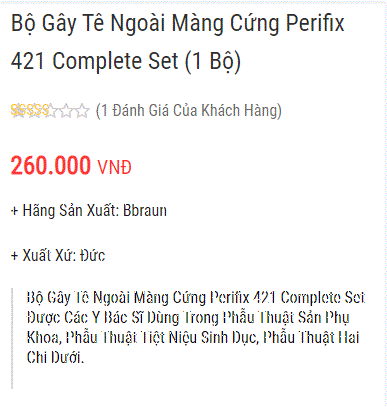 Bộ Gây Tê Ngoài Màng Cứng Perifix
421 Complete Set (1 Bộ)
(1 Đánh Giá Của Khách Hàng)
260.000 VNĐ
+ Hãng Sản Xuất: Bbraun
+ Xuất Xứ: Đức
Bộ Gây Tê Ngoài Màng Cứng Perifix 421 Complete Set
Được Các Y Bác Sĩ Dùng Trong Phẫu Thuật Sản Phụ
Khoa, Phẫu Thuật Tiệt Niệu Sinh Dục, Phẫu Thuật Hai
Chi Dưới.